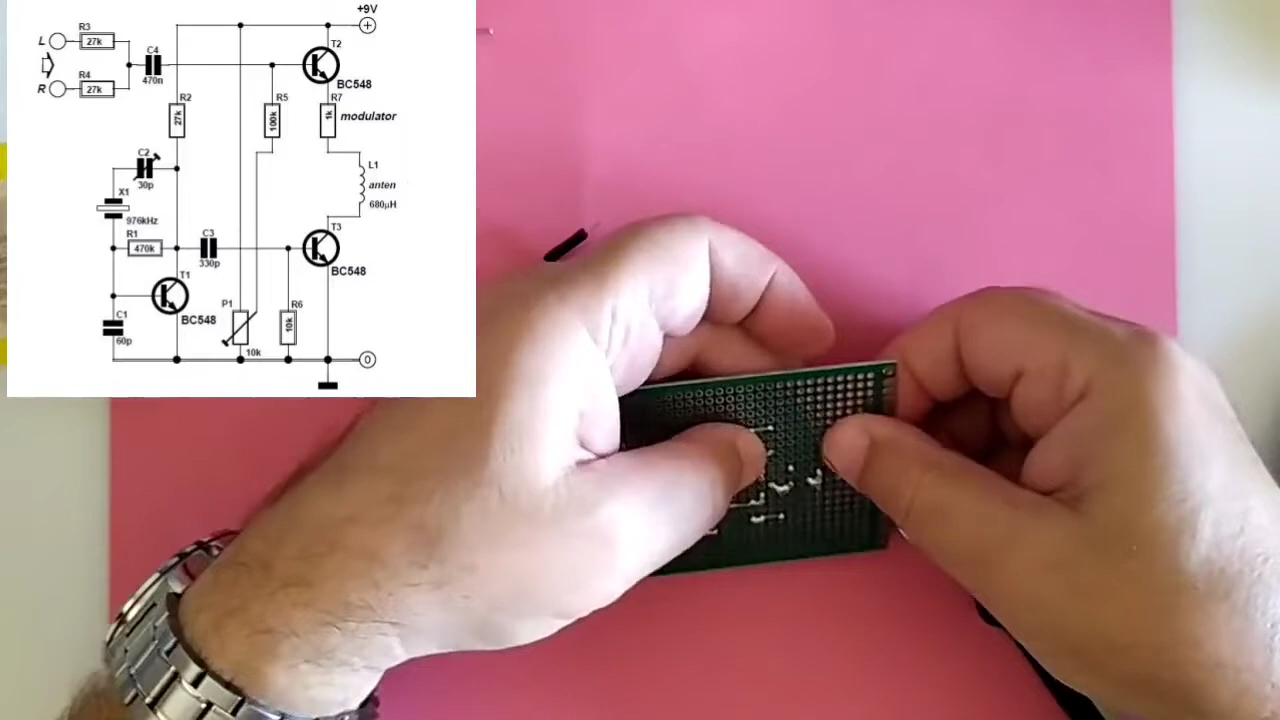 +9V
L R3 27k
R R4 27k
C4 470n
T2
BC548
R2 27k
R5 100k
R7 1k modulator
C2 30p
L1
anten
680µH
X1
976kHz
R1 470k
C3 330p
T3
BC548
T1
BC548
P1 10k
R6 10k
C1 60p
0